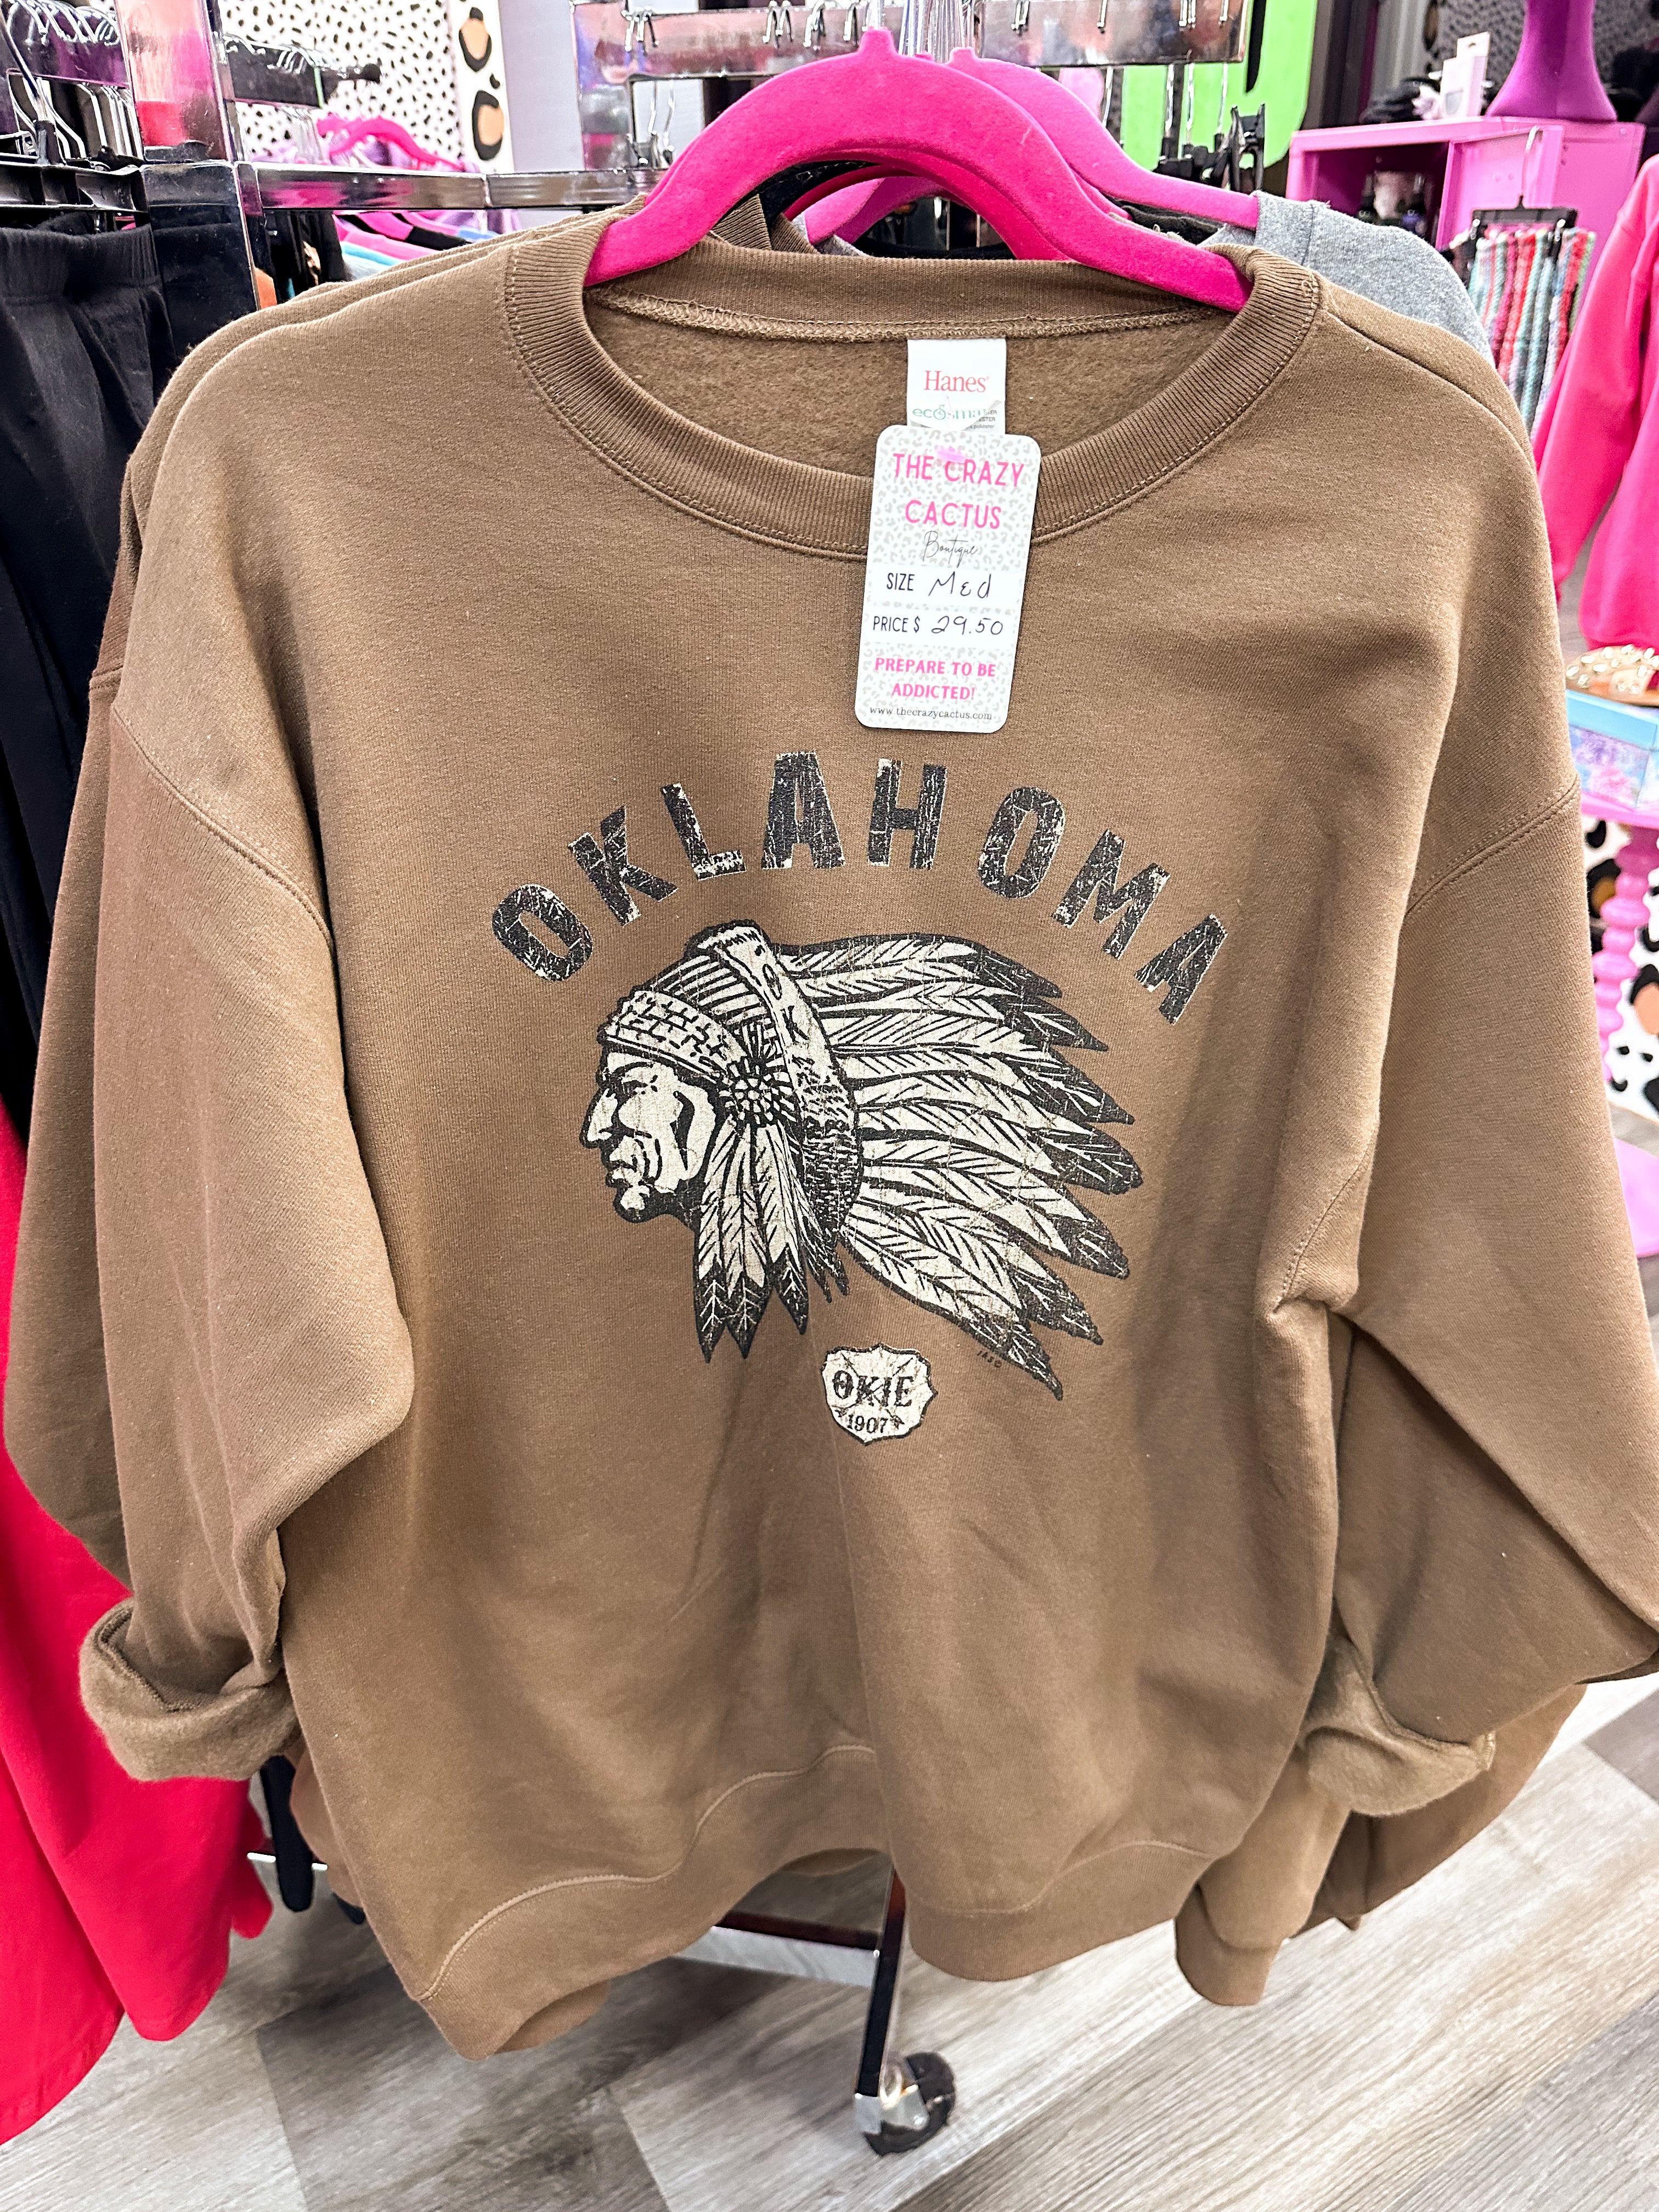 Hanes®
THE CRAZY
CACTUS
Boutique
SIZE Med
PRICE $ 29.50
PREPARE TO BE
ADDICTED!
www.thecrazycactus.com
OKLAHOMA
OKIE
1907